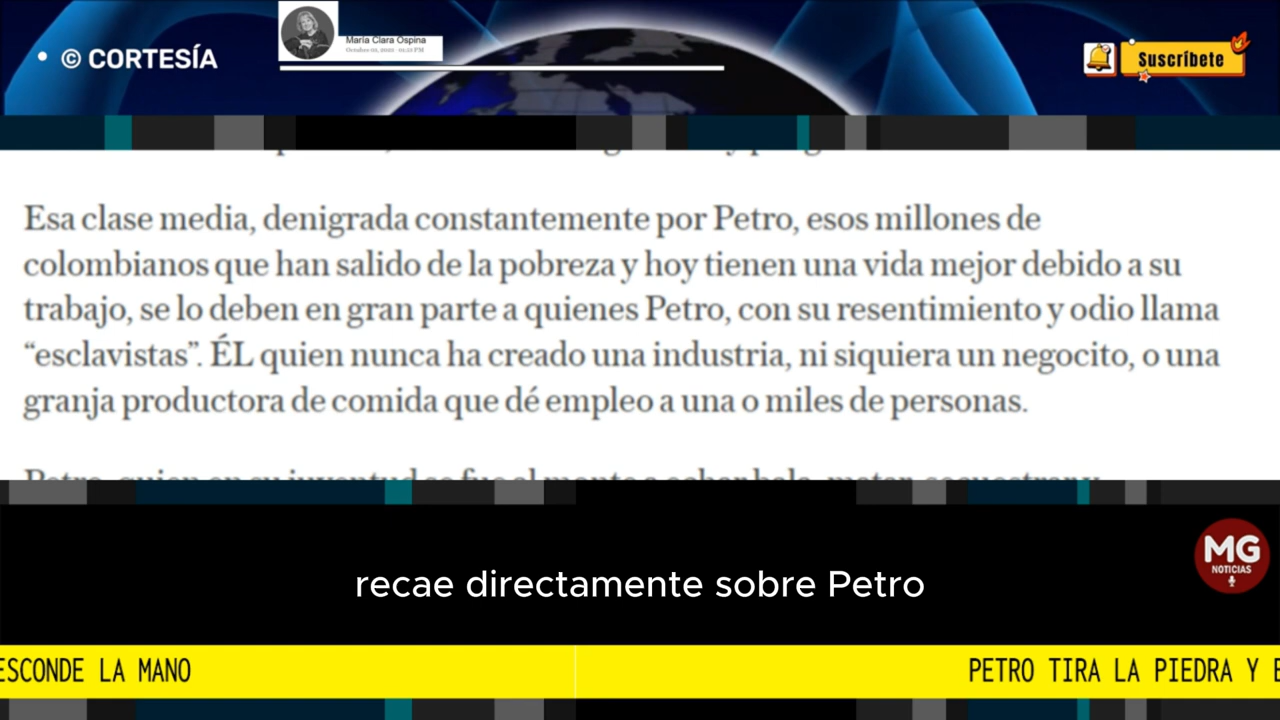 © CORTESÍA
María Clara Ospina
Suscríbete
Esa clase media, denigrada constantemente por Petro, esos millones de
colombianos que han salido de la pobreza y hoy tienen una vida mejor debido a su
trabajo, se lo deben en gran parte a quienes Petro, con su resentimiento y odio llama
“esclavistas”. ÉL quien nunca ha creado una industria, ni siquiera un negocito, o una
granja productora de comida que dé empleo a una o miles de personas.
MG
NOTICIAS
recae directamente sobre Petro
ESCONDE LA MANO
PETRO TIRA LA PIEDRA Y E